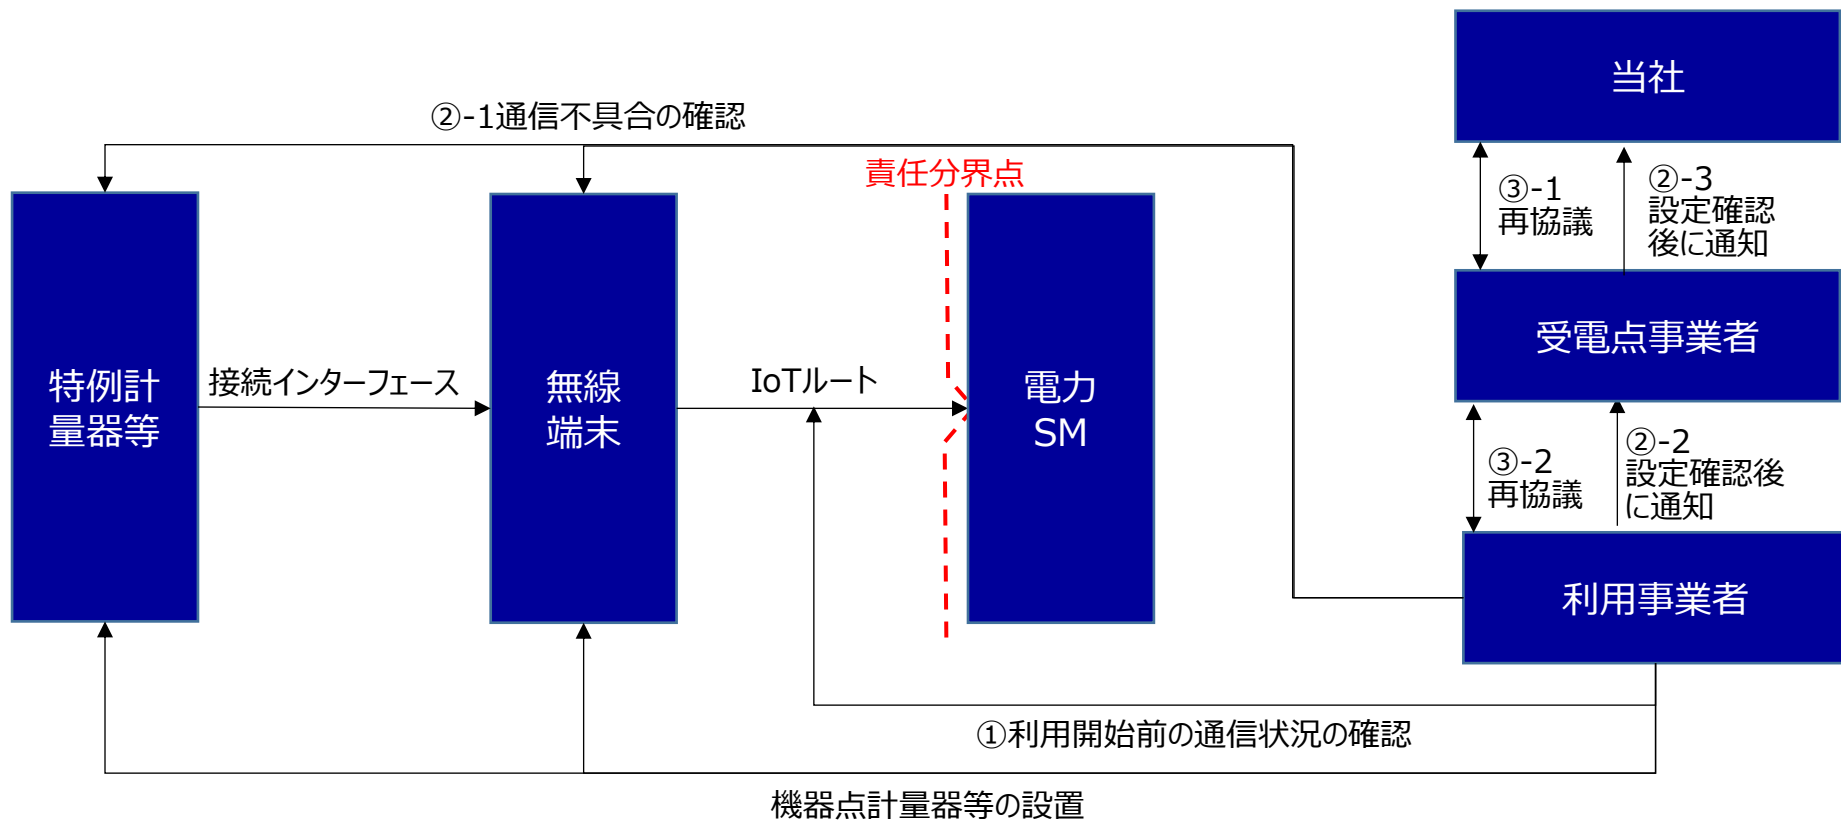 当社
②-1通信不具合の確認
責任分界点
③-1
再協議
②-3
設定確認
後に通知
受電点事業者
特例計
量器等
接続インターフェース
無線
端末
IoTルート
電力
SM
③-2
再協議
②-2
設定確認後
に通知
利用事業者
①利用開始前の通信状況の確認
機器点計量器等の設置